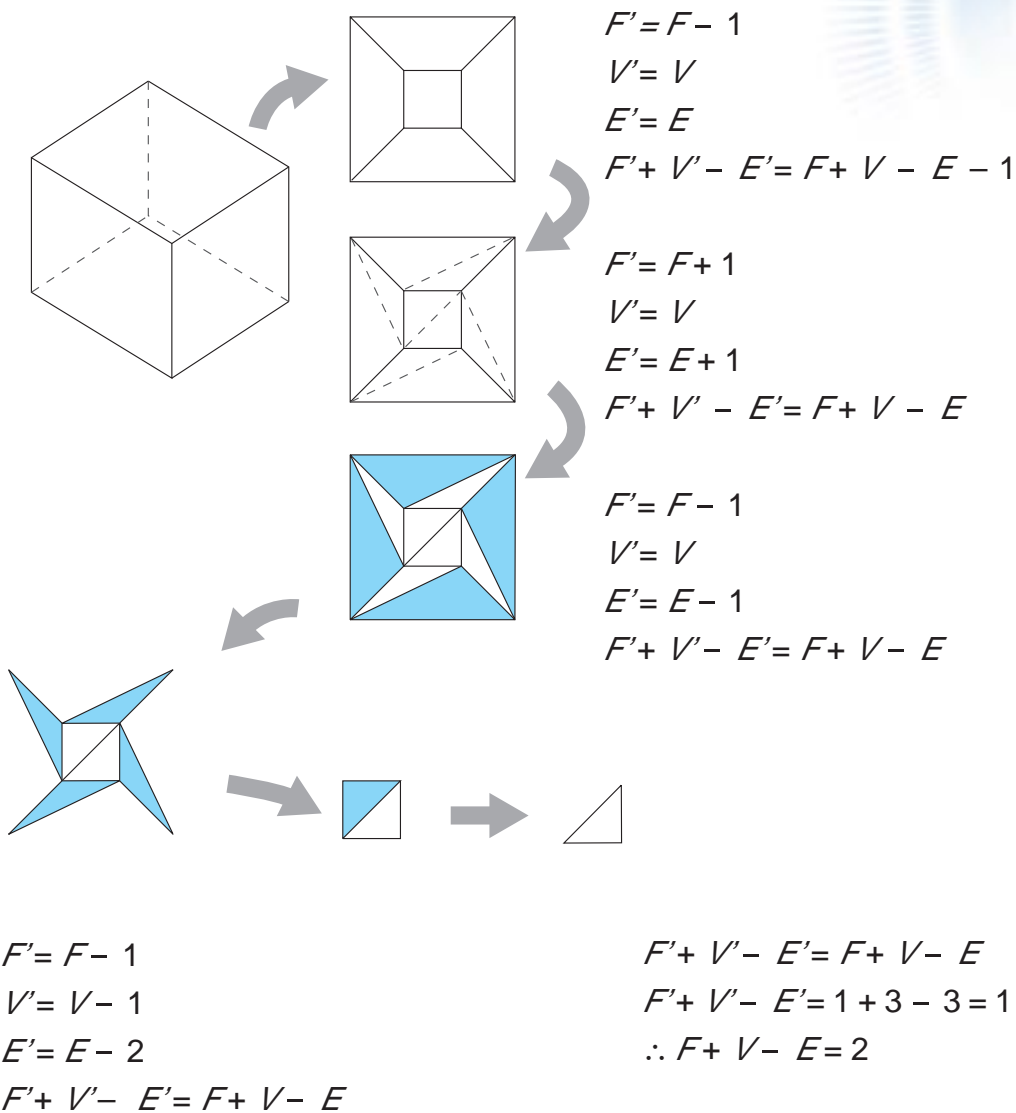 F’ = F – 1
V’ = V
E’ = E
F’ + V’ – E’ = F + V – E – 1
F’ = F + 1
V’ = V
E’ = E + 1
F’ + V’ – E’ = F + V – E
F’ = F – 1
V’ = V
E’ = E – 1
F’ + V’ – E’ = F + V – E
F’ = F – 1
V’ = V – 1
E’ = E – 2
F’ + V’ – E’ = F + V – E
F’ + V’ – E’ = F + V – E
F’ + V’ – E’ = 1 + 3 – 3 = 1
∴ F + V – E = 2